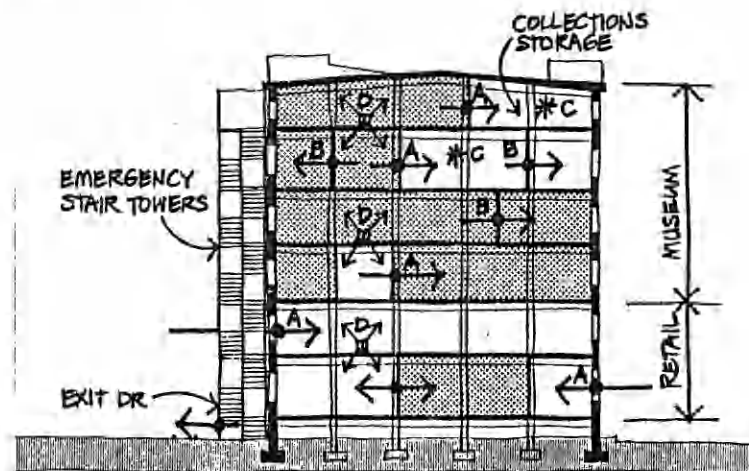 COLLECTIONS
STORAGE
D
A
C
B
A
C
B
EMERGENCY
STAIR TOWERS
D
B
MUSEUM
A
A
D
RETAIL
EXIT DR
A